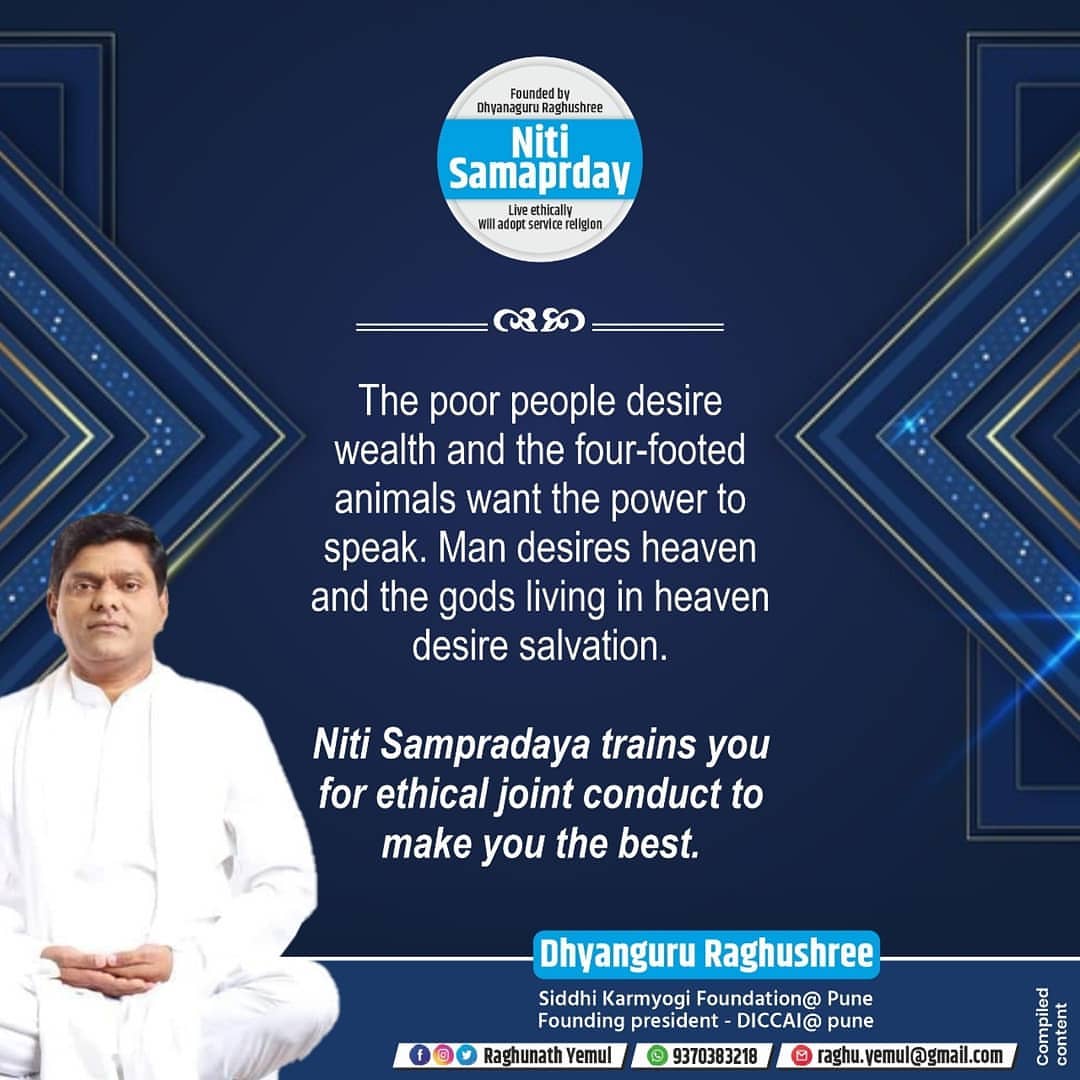 Founded by
Dhyanaguru Raghushree
Niti
Samaprday
Live ethically
Will adopt service religion
The poor people desire
wealth and the four-footed
animals want the power to
speak. Man desires heaven
and the gods living in heaven
desire salvation.
Niti Sampradaya trains you
for ethical joint conduct to
make you the best.
Dhyanguru Raghushree
Siddhi Karmyogi Foundation@ Pune
Founding president - DICCAI@ pune
Raghunath Yemul
9370383218
raghu.yemul@gmail.com
Compiled
content